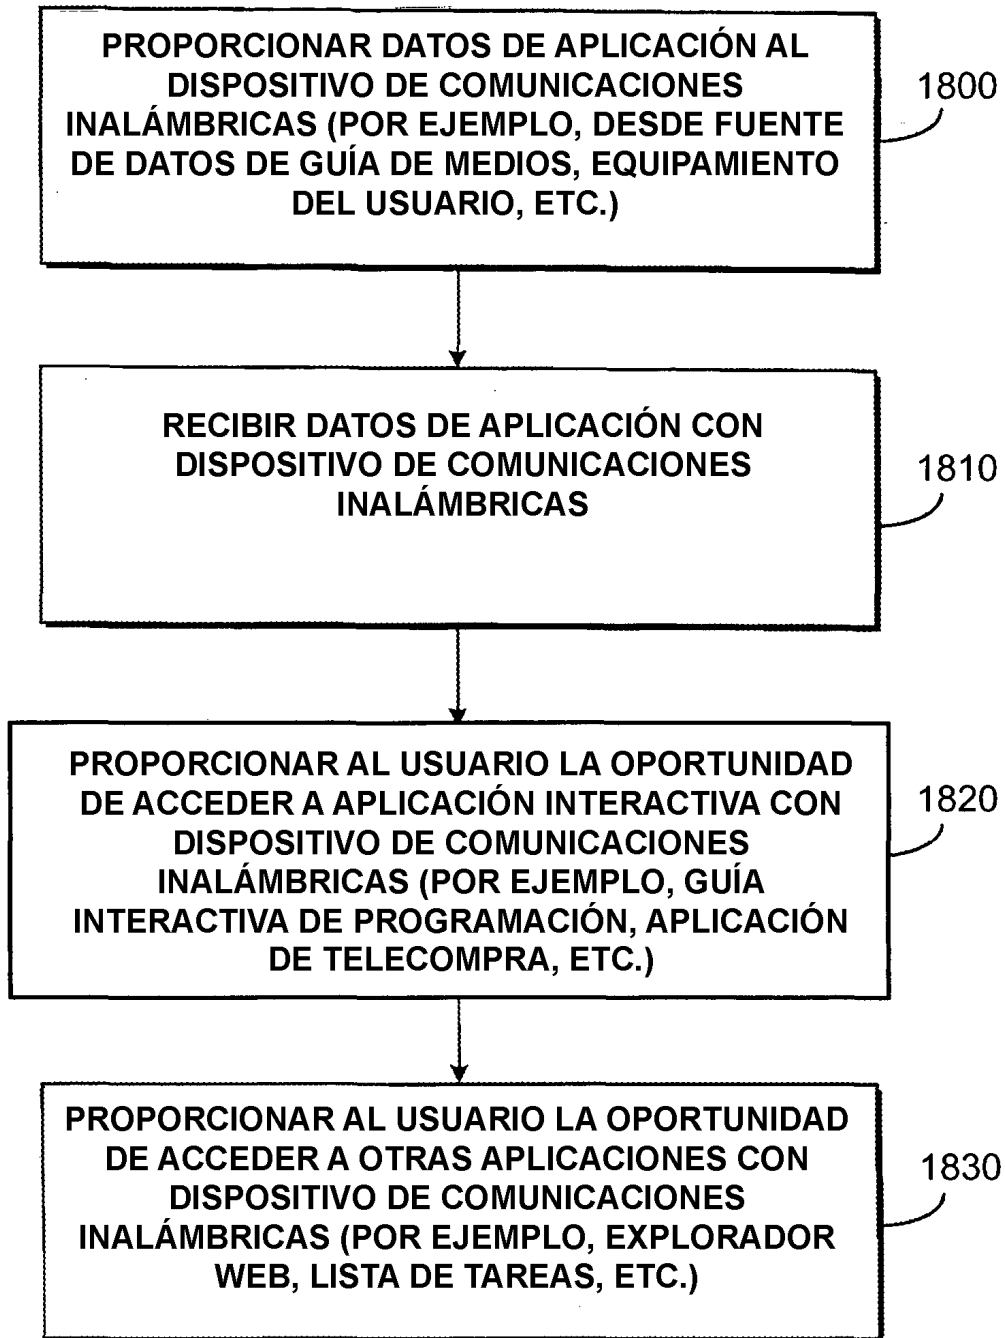 PROPORCIONAR DATOS DE APLICACIÓN AL
DISPOSITIVO DE COMUNICACIONES
INALÁMBRICAS (POR EJEMPLO, DESDE FUENTE
DE DATOS DE GUÍA DE MEDIOS, EQUIPAMIENTO
DEL USUARIO, ETC.)
1800
RECIBIR DATOS DE APLICACIÓN CON
DISPOSITIVO DE COMUNICACIONES
INALÁMBRICAS
1810
PROPORCIONAR AL USUARIO LA OPORTUNIDAD
DE ACCEDER A APLICACIÓN INTERACTIVA CON
DISPOSITIVO DE COMUNICACIONES
INALÁMBRICAS (POR EJEMPLO, GUÍA
INTERACTIVA DE PROGRAMACIÓN, APLICACIÓN
DE TELECOMPRA, ETC.)
1820
PROPORCIONAR AL USUARIO LA OPORTUNIDAD
DE ACCEDER A OTRAS APLICACIONES CON
DISPOSITIVO DE COMUNICACIONES
INALÁMBRICAS (POR EJEMPLO, EXPLORADOR
WEB, LISTA DE TAREAS, ETC.)
1830